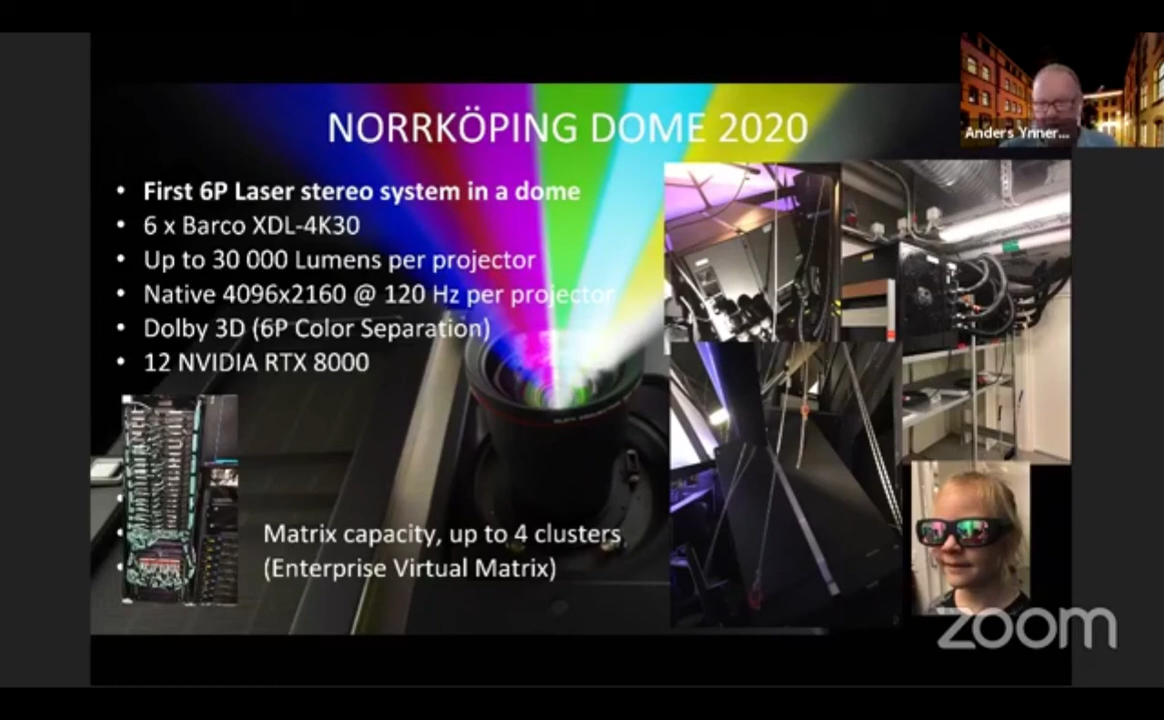 NORRKÖPING DOME 2020
Anders Ynner...
• First 6P Laser stereo system in a dome
• 6 x Barco XDL-4K30
• Up to 30 000 Lumens per projector
• Native 4096x2160 @ 120 Hz per projector
• Dolby 3D (6P Color Separation)
• 12 NVIDIA RTX 8000
Matrix capacity, up to 4 clusters
(Enterprise Virtual Matrix)
zoom